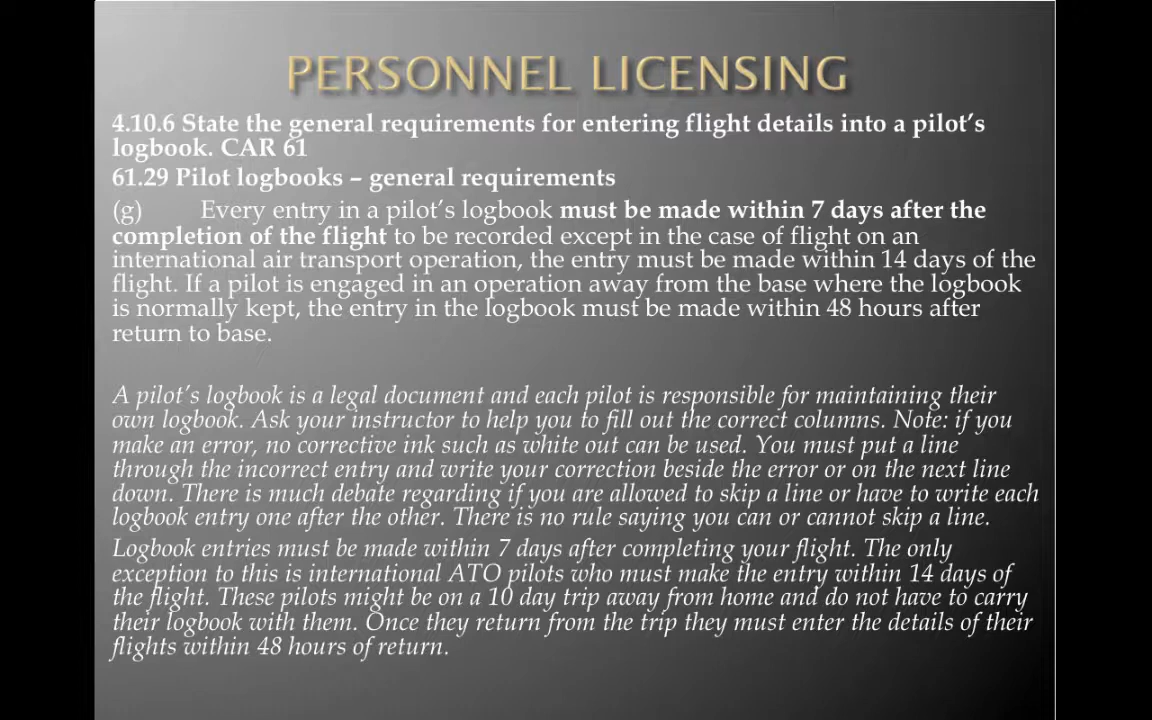 PERSONNEL LICENSING
4.10.6 State the general requirements for entering flight details into a pilot's
logbook. CAR 61
61.29 Pilot logbooks – general requirements
(g) Every entry in a pilot's logbook must be made within 7 days after the
completion of the flight to be recorded except in the case of flight on an
international air transport operation, the entry must be made within 14 days of the
flight. If a pilot is engaged in an operation away from the base where the logbook
is normally kept, the entry in the logbook must be made within 48 hours after
return to base.
A pilot's logbook is a legal document and each pilot is responsible for maintaining their
own logbook. Ask your instructor to help you to fill out the correct columns. Note: if you
make an error, no corrective ink such as white out can be used. You must put a line
through the incorrect entry and write your correction beside the error or on the next line
down. There is much debate regarding if you are allowed to skip a line or have to write each
logbook entry one after the other. There is no rule saying you can or cannot skip a line.
Logbook entries must be made within 7 days after completing your flight. The only
exception to this is international ATO pilots who must make the entry within 14 days of
the flight. These pilots might be on a 10 day trip away from home and do not have to carry
their logbook with them. Once they return from the trip they must enter the details of their
flights within 48 hours of return.